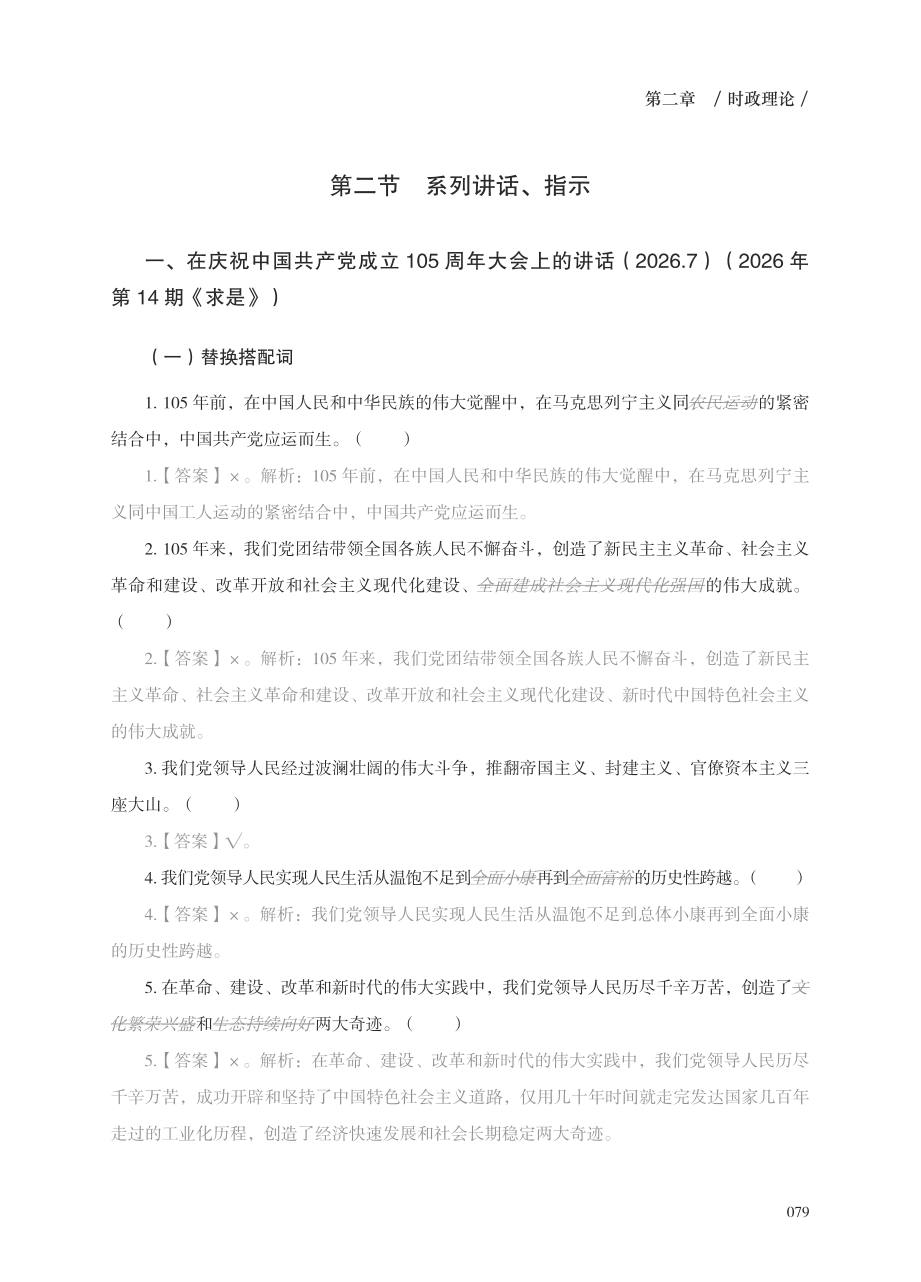 第二章 / 时政理论 /
第二节 系列讲话、指示
一、在庆祝中国共产党成立 105 周年大会上的讲话（2026.7）（2026 年
第 14 期《求是》）
（一）替换搭配词
1. 105 年前，在中国人民和中华民族的伟大觉醒中，在马克思列宁主义同农民运动的紧密
结合中，中国共产党应运而生。（ ）
1.【答案】×。解析：105 年前，在中国人民和中华民族的伟大觉醒中，在马克思列宁主
义同中国工人运动的紧密结合中，中国共产党应运而生。
2. 105 年来，我们党团结带领全国各族人民不懈奋斗，创造了新民主主义革命、社会主义
革命和建设、改革开放和社会主义现代化建设、全面建成社会主义现代化强国的伟大成就。
（ ）
2.【答案】×。解析：105 年来，我们党团结带领全国各族人民不懈奋斗，创造了新民主
主义革命、社会主义革命和建设、改革开放和社会主义现代化建设、新时代中国特色社会主义
的伟大成就。
3. 我们党领导人民经过波澜壮阔的伟大斗争，推翻帝国主义、封建主义、官僚资本主义三
座大山。（ ）
3.【答案】√。
4. 我们党领导人民实现人民生活从温饱不足到全面小康再到全面富裕的历史性跨越。（ ）
4.【答案】×。解析：我们党领导人民实现人民生活从温饱不足到总体小康再到全面小康
的历史性跨越。
5. 在革命、建设、改革和新时代的伟大实践中，我们党领导人民历尽千辛万苦，创造了文
化繁荣兴盛和生态持续向好两大奇迹。（ ）
5.【答案】×。解析：在革命、建设、改革和新时代的伟大实践中，我们党领导人民历尽
千辛万苦，成功开辟和坚持了中国特色社会主义道路，仅用几十年时间就走完发达国家几百年
走过的工业化历程，创造了经济快速发展和社会长期稳定两大奇迹。
079